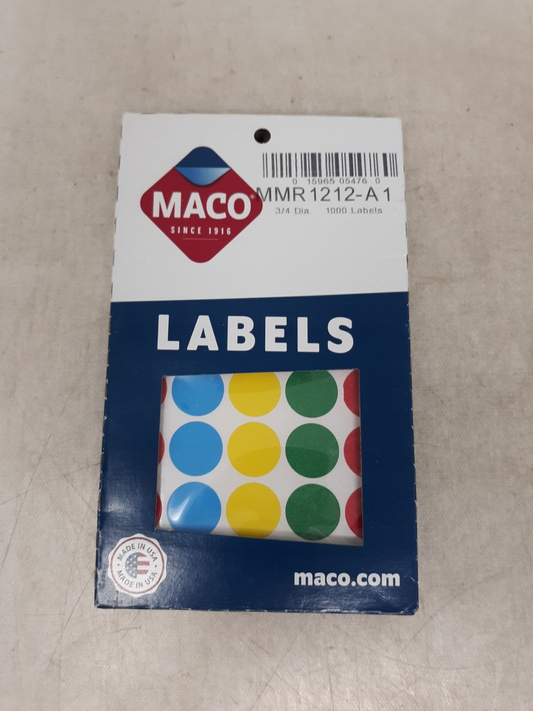 0 15965 05476 0
MMR1212-A1
3/4 Dia. 1000 Labels
MACO
SINCE 1916
LABELS
MADE IN USA
MADE IN USA
maco.com